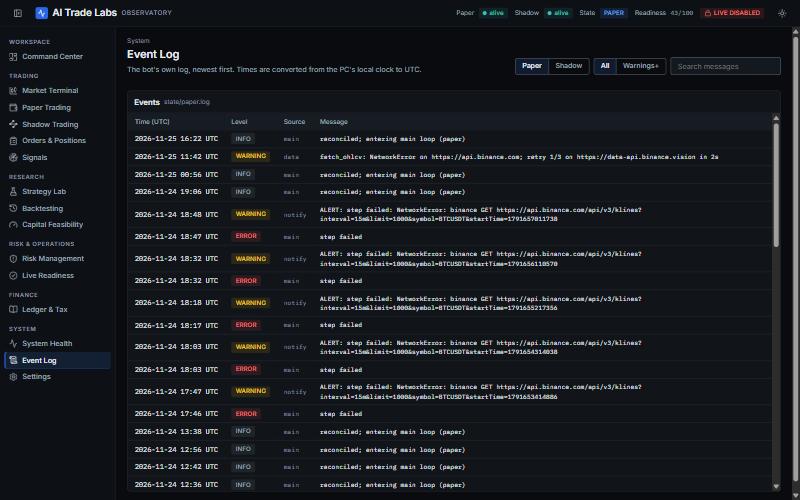 AI Trade Labs OBSERVATORY
Paper alive Shadow alive State PAPER Readiness 43/100 LIVE DISABLED
WORKSPACE
Command Center
TRADING
Market Terminal
Paper Trading
Shadow Trading
Orders & Positions
Signals
RESEARCH
Strategy Lab
Backtesting
Capital Feasibility
RISK & OPERATIONS
Risk Management
Live Readiness
FINANCE
Ledger & Tax
SYSTEM
System Health
Event Log
Settings
System
Event Log
The bot's own log, newest first. Times are converted from the PC's local clock to UTC.
Paper Shadow All Warnings+ Search messages
Events state/paper.log
Time (UTC) Level Source Message
2026-11-25 16:22 UTC INFO main reconciled; entering main loop (paper)
2026-11-25 11:42 UTC WARNING data fetch_ohlcv: NetworkError on https://api.binance.com; retry 1/3 on https://data-api.binance.vision in 2s
2026-11-25 00:56 UTC INFO main reconciled; entering main loop (paper)
2026-11-24 19:06 UTC INFO main reconciled; entering main loop (paper)
2026-11-24 18:48 UTC WARNING notify ALERT: step failed: NetworkError: binance GET https://api.binance.com/api/v3/klines?
interval=15m&limit=1000&symbol=BTCUSDT&startTime=1791657011738
2026-11-24 18:47 UTC ERROR main step failed
2026-11-24 18:32 UTC WARNING notify ALERT: step failed: NetworkError: binance GET https://api.binance.com/api/v3/klines?
interval=15m&limit=1000&symbol=BTCUSDT&startTime=1791656110570
2026-11-24 18:32 UTC ERROR main step failed
2026-11-24 18:18 UTC WARNING notify ALERT: step failed: NetworkError: binance GET https://api.binance.com/api/v3/klines?
interval=15m&limit=1000&symbol=BTCUSDT&startTime=1791655217356
2026-11-24 18:17 UTC ERROR main step failed
2026-11-24 18:03 UTC WARNING notify ALERT: step failed: NetworkError: binance GET https://api.binance.com/api/v3/klines?
interval=15m&limit=1000&symbol=BTCUSDT&startTime=1791654314038
2026-11-24 18:03 UTC ERROR main step failed
2026-11-24 17:47 UTC WARNING notify ALERT: step failed: NetworkError: binance GET https://api.binance.com/api/v3/klines?
interval=15m&limit=1000&symbol=BTCUSDT&startTime=1791653414886
2026-11-24 17:46 UTC ERROR main step failed
2026-11-24 13:38 UTC INFO main reconciled; entering main loop (paper)
2026-11-24 12:56 UTC INFO main reconciled; entering main loop (paper)
2026-11-24 12:42 UTC INFO main reconciled; entering main loop (paper)
2026-11-24 12:36 UTC INFO main reconciled; entering main loop (paper)